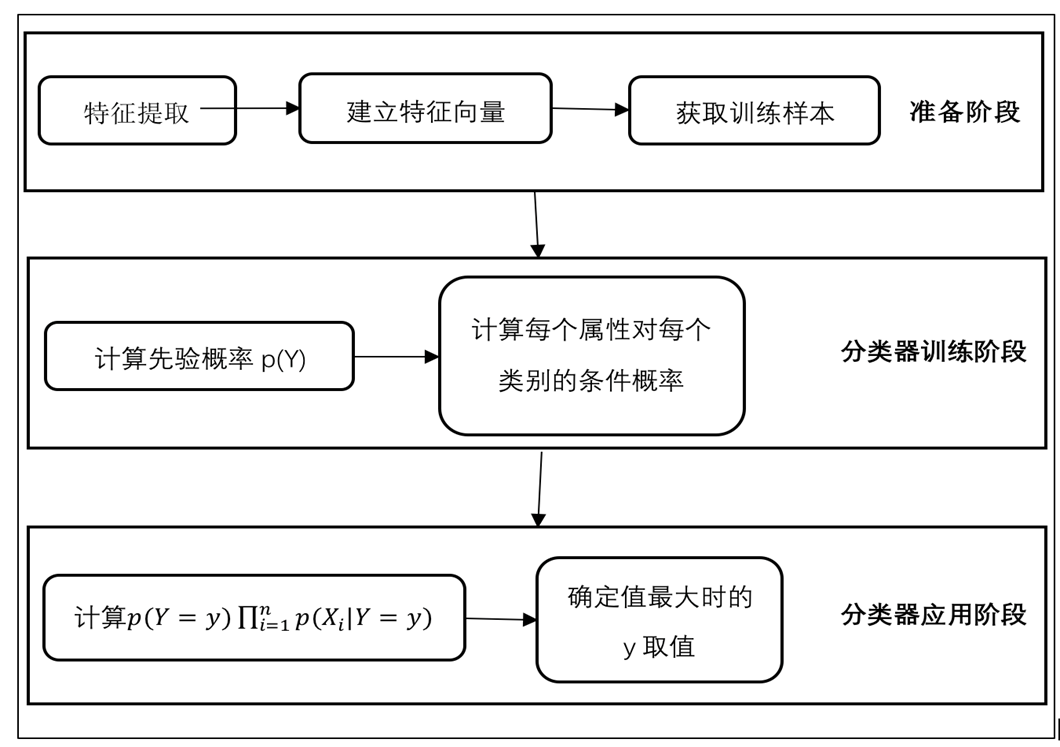 特征提取
建立特征向量
获取训练样本
准备阶段
计算先验概率 p(Y)
计算每个属性对每个
类别的条件概率
分类器训练阶段
计算p(Y = y) ∏ⁿᵢ₌₁ p(Xᵢ|Y = y)
确定值最大时的
y 取值
分类器应用阶段